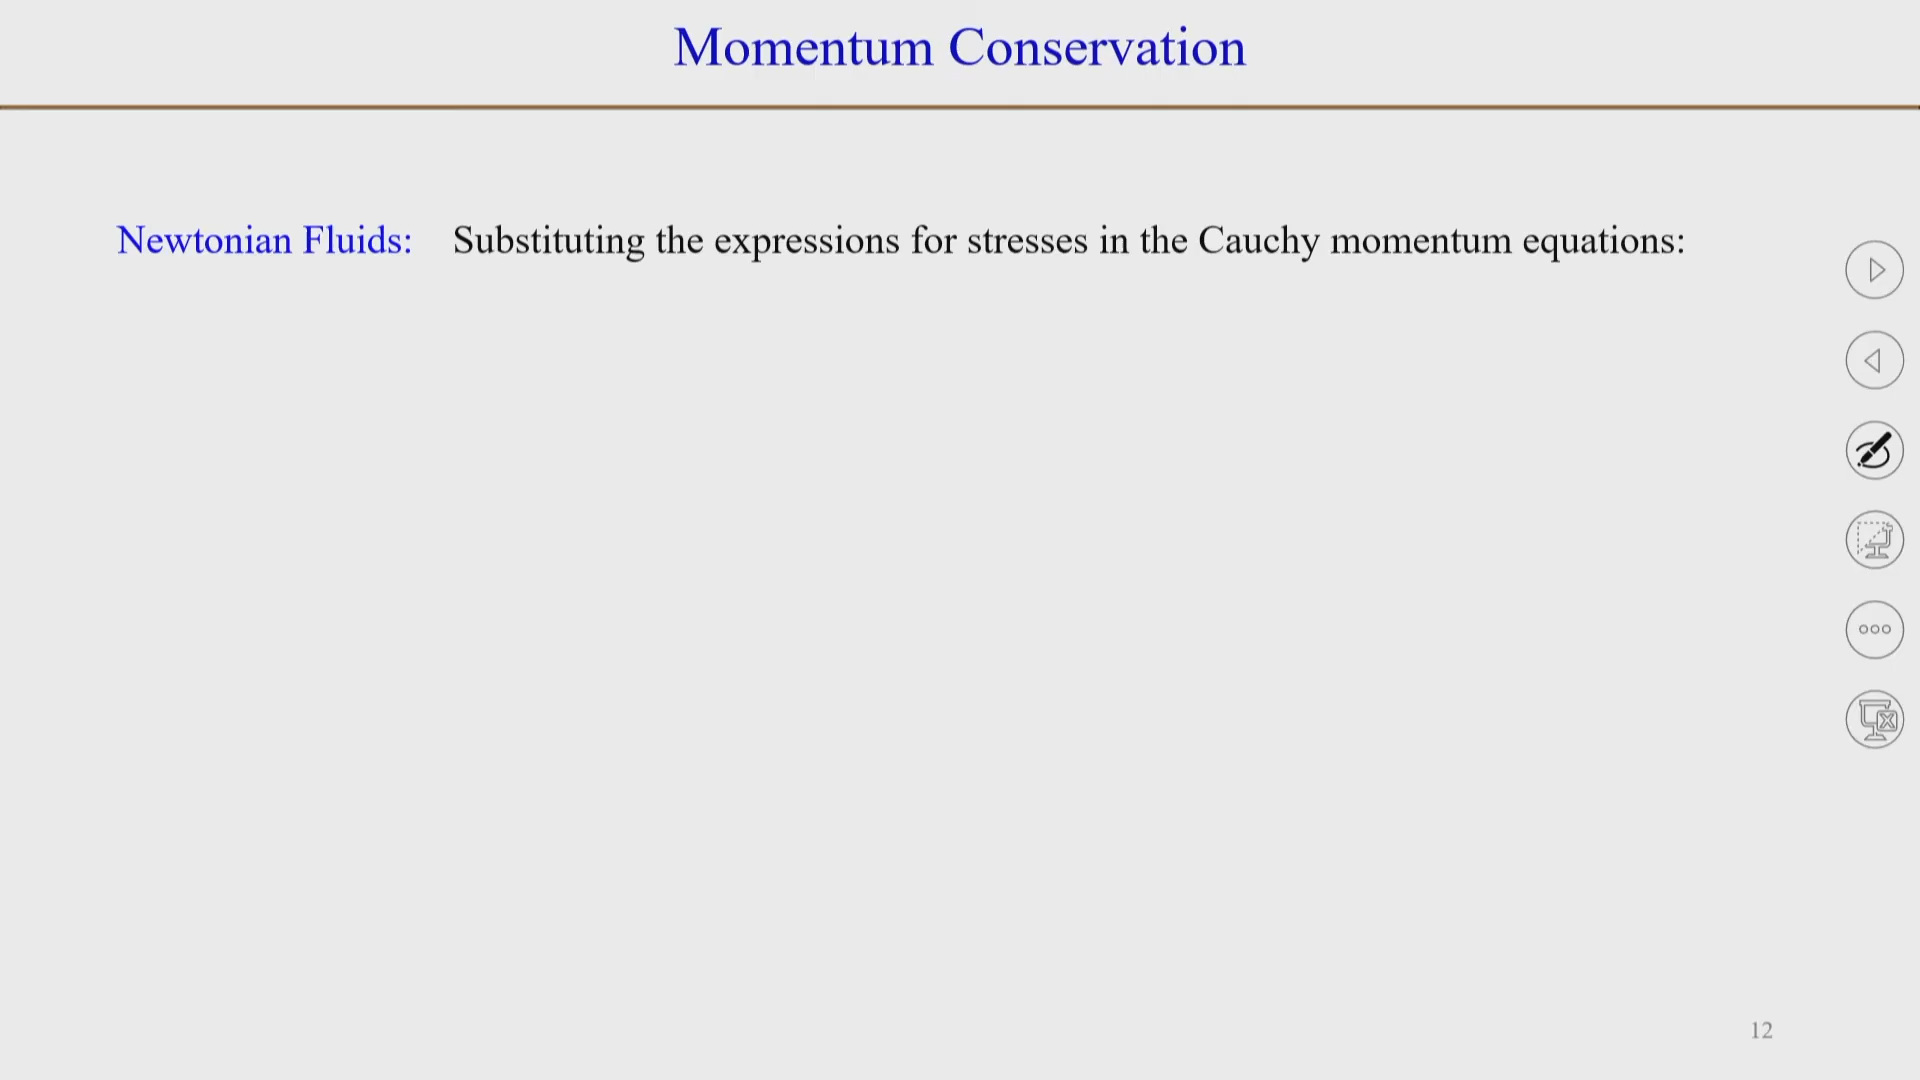 Momentum Conservation
Newtonian Fluids: Substituting the expressions for stresses in the Cauchy momentum equations:
12